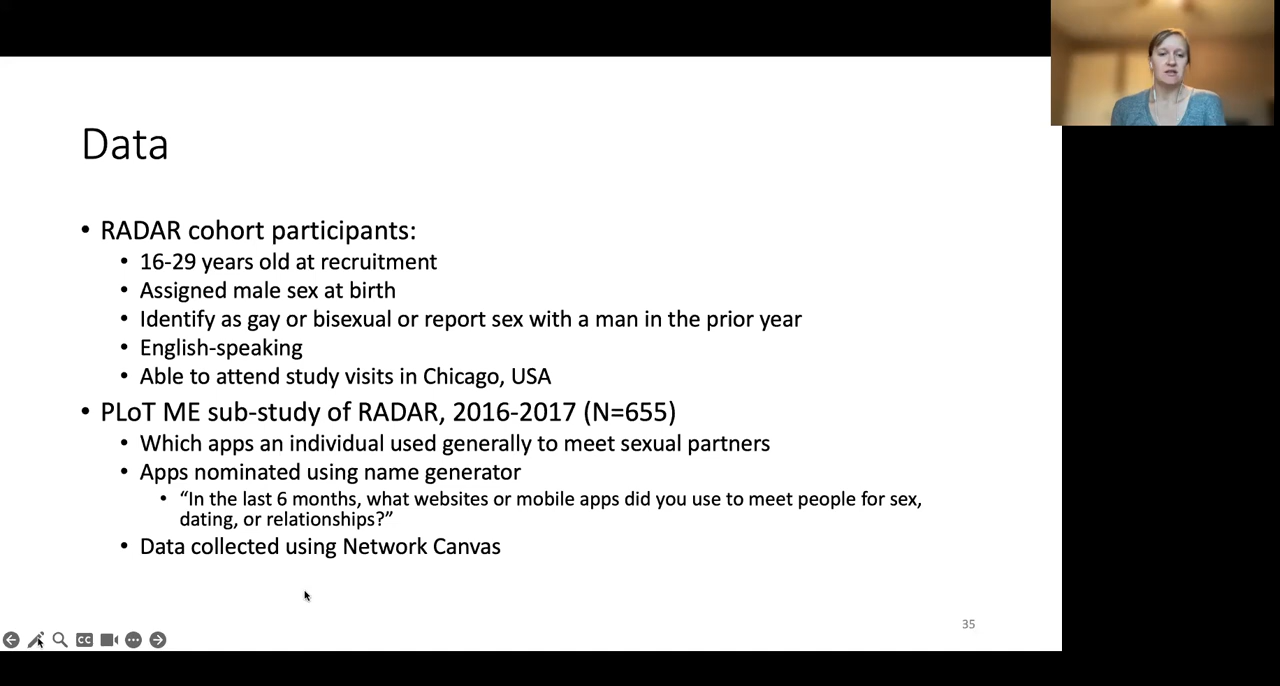 Data
• RADAR cohort participants:
• 16-29 years old at recruitment
• Assigned male sex at birth
• Identify as gay or bisexual or report sex with a man in the prior year
• English-speaking
• Able to attend study visits in Chicago, USA
• PLoT ME sub-study of RADAR, 2016-2017 (N=655)
• Which apps an individual used generally to meet sexual partners
• Apps nominated using name generator
• “In the last 6 months, what websites or mobile apps did you use to meet people for sex,
dating, or relationships?”
• Data collected using Network Canvas
35
CC